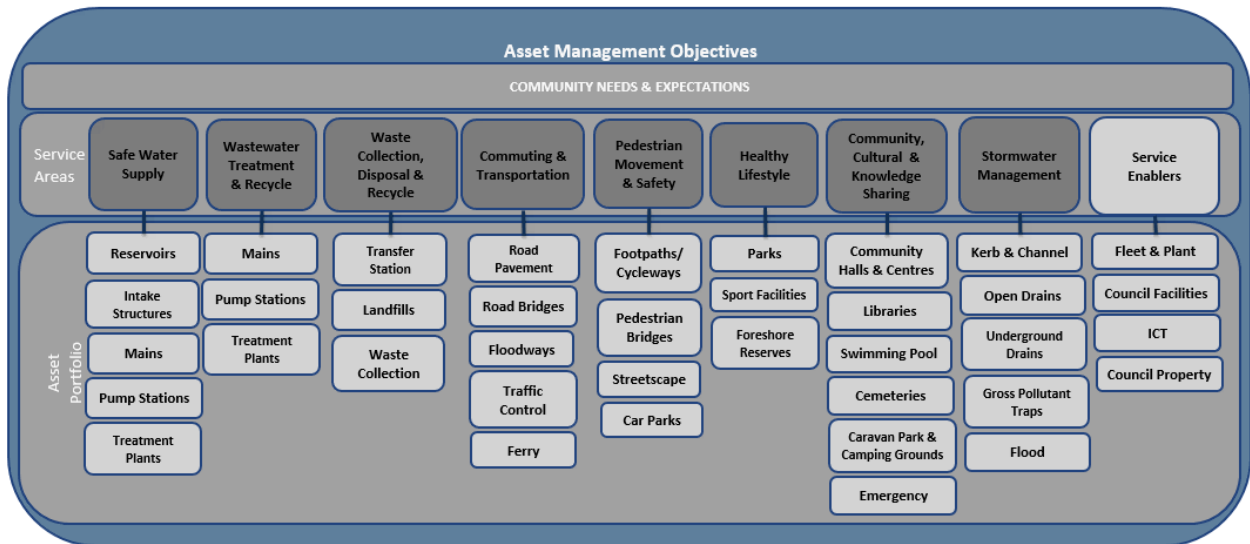 Asset Management Objectives
COMMUNITY NEEDS & EXPECTATIONS
Service
Areas
Safe Water
Supply
Wastewater
Treatment
& Recycle
Waste
Collection,
Disposal &
Recycle
Commuting &
Transportation
Pedestrian
Movement
& Safety
Healthy
Lifestyle
Community,
Cultural &
Knowledge
Sharing
Stormwater
Management
Service
Enablers
Asset
Portfolio
Reservoirs
Intake
Structures
Mains
Pump Stations
Treatment
Plants
Mains
Pump Stations
Treatment
Plants
Transfer
Station
Landfills
Waste
Collection
Road
Pavement
Road Bridges
Floodways
Traffic
Control
Ferry
Footpaths/
Cycleways
Pedestrian
Bridges
Streetscape
Car Parks
Parks
Sport Facilities
Foreshore
Reserves
Community
Halls & Centres
Libraries
Swimming Pool
Cemeteries
Caravan Park &
Camping Grounds
Emergency
Kerb & Channel
Open Drains
Underground
Drains
Gross Pollutant
Traps
Flood
Fleet & Plant
Council Facilities
ICT
Council Property